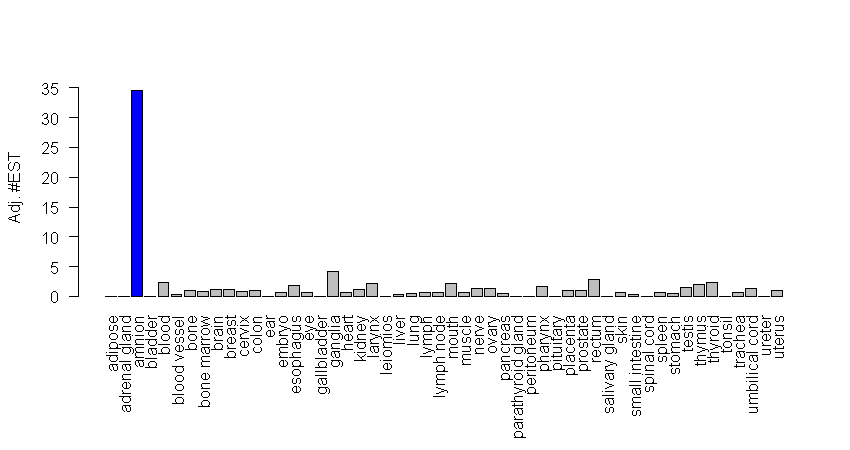 Adj. #EST
35
30
25
20
15
10
5
0
adipose
adrenal gland
amnion
bladder
blood
blood vessel
bone
bone marrow
brain
breast
cervix
colon
ear
embryo
esophagus
eye
gallbladder
ganglia
heart
kidney
larynx
leiomios
liver
lung
lymph
lymph node
mouth
muscle
nerve
ovary
pancreas
parathyroid gland
peritoneum
pharynx
pituitary
placenta
prostate
rectum
salivary gland
skin
small intestine
spinal cord
spleen
stomach
testis
thymus
thyroid
tonsil
trachea
umbilical cord
ureter
uterus